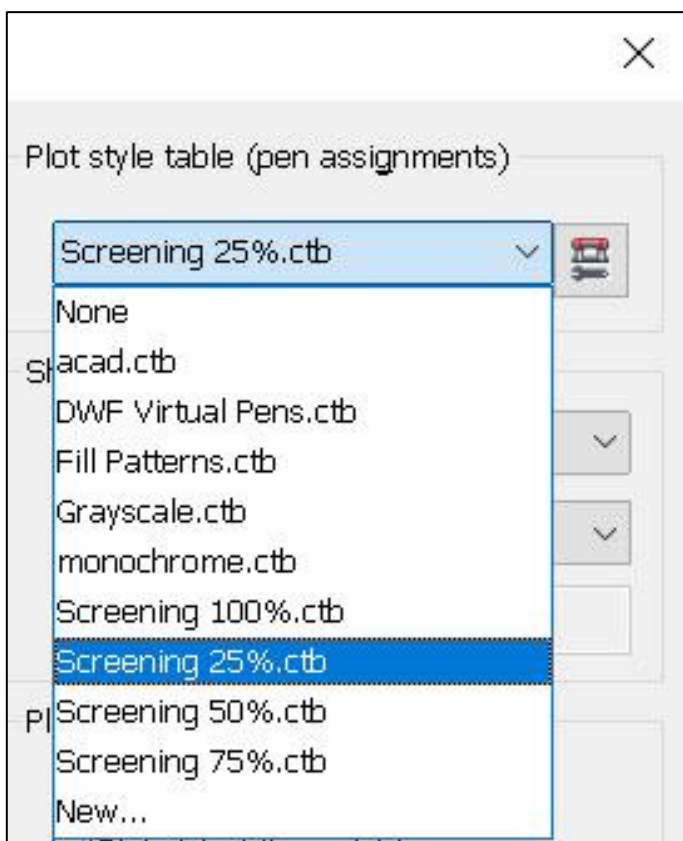 Plot style table (pen assignments)
Screening 25%.ctb
None
acad.ctb
DWF Virtual Pens.ctb
Fill Patterns.ctb
Grayscale.ctb
monochrome.ctb
Screening 100%.ctb
Screening 25%.ctb
Screening 50%.ctb
Screening 75%.ctb
New...